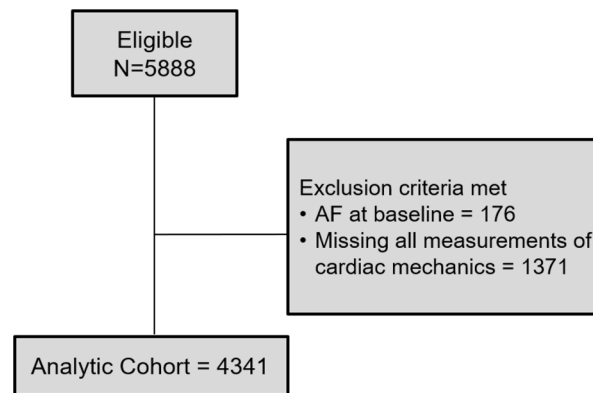 Eligible
N=5888
Exclusion criteria met
• AF at baseline = 176
• Missing all measurements of
cardiac mechanics = 1371
Analytic Cohort = 4341